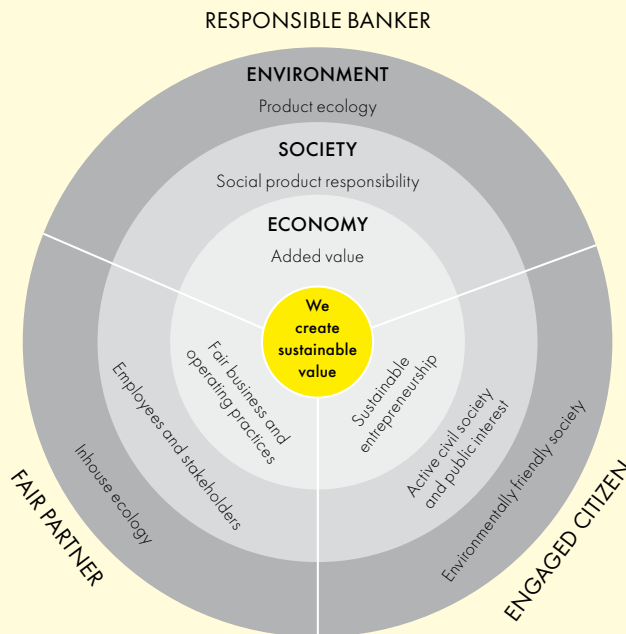 RESPONSIBLE BANKER
ENVIRONMENT
Product ecology
SOCIETY
Social product responsibility
ECONOMY
Added value
We
create
sustainable
value
Fair business and
operating practices
Employees and stakeholders
Inhouse ecology
FAIR PARTNER
Sustainable
entrepreneurship
Active civil society
and public interest
Environmentally friendly society
ENGAGED CITIZEN